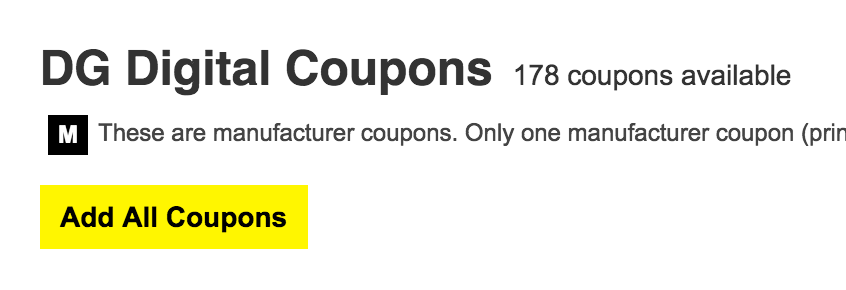 DG Digital Coupons 178 coupons available
M These are manufacturer coupons. Only one manufacturer coupon (prin
Add All Coupons